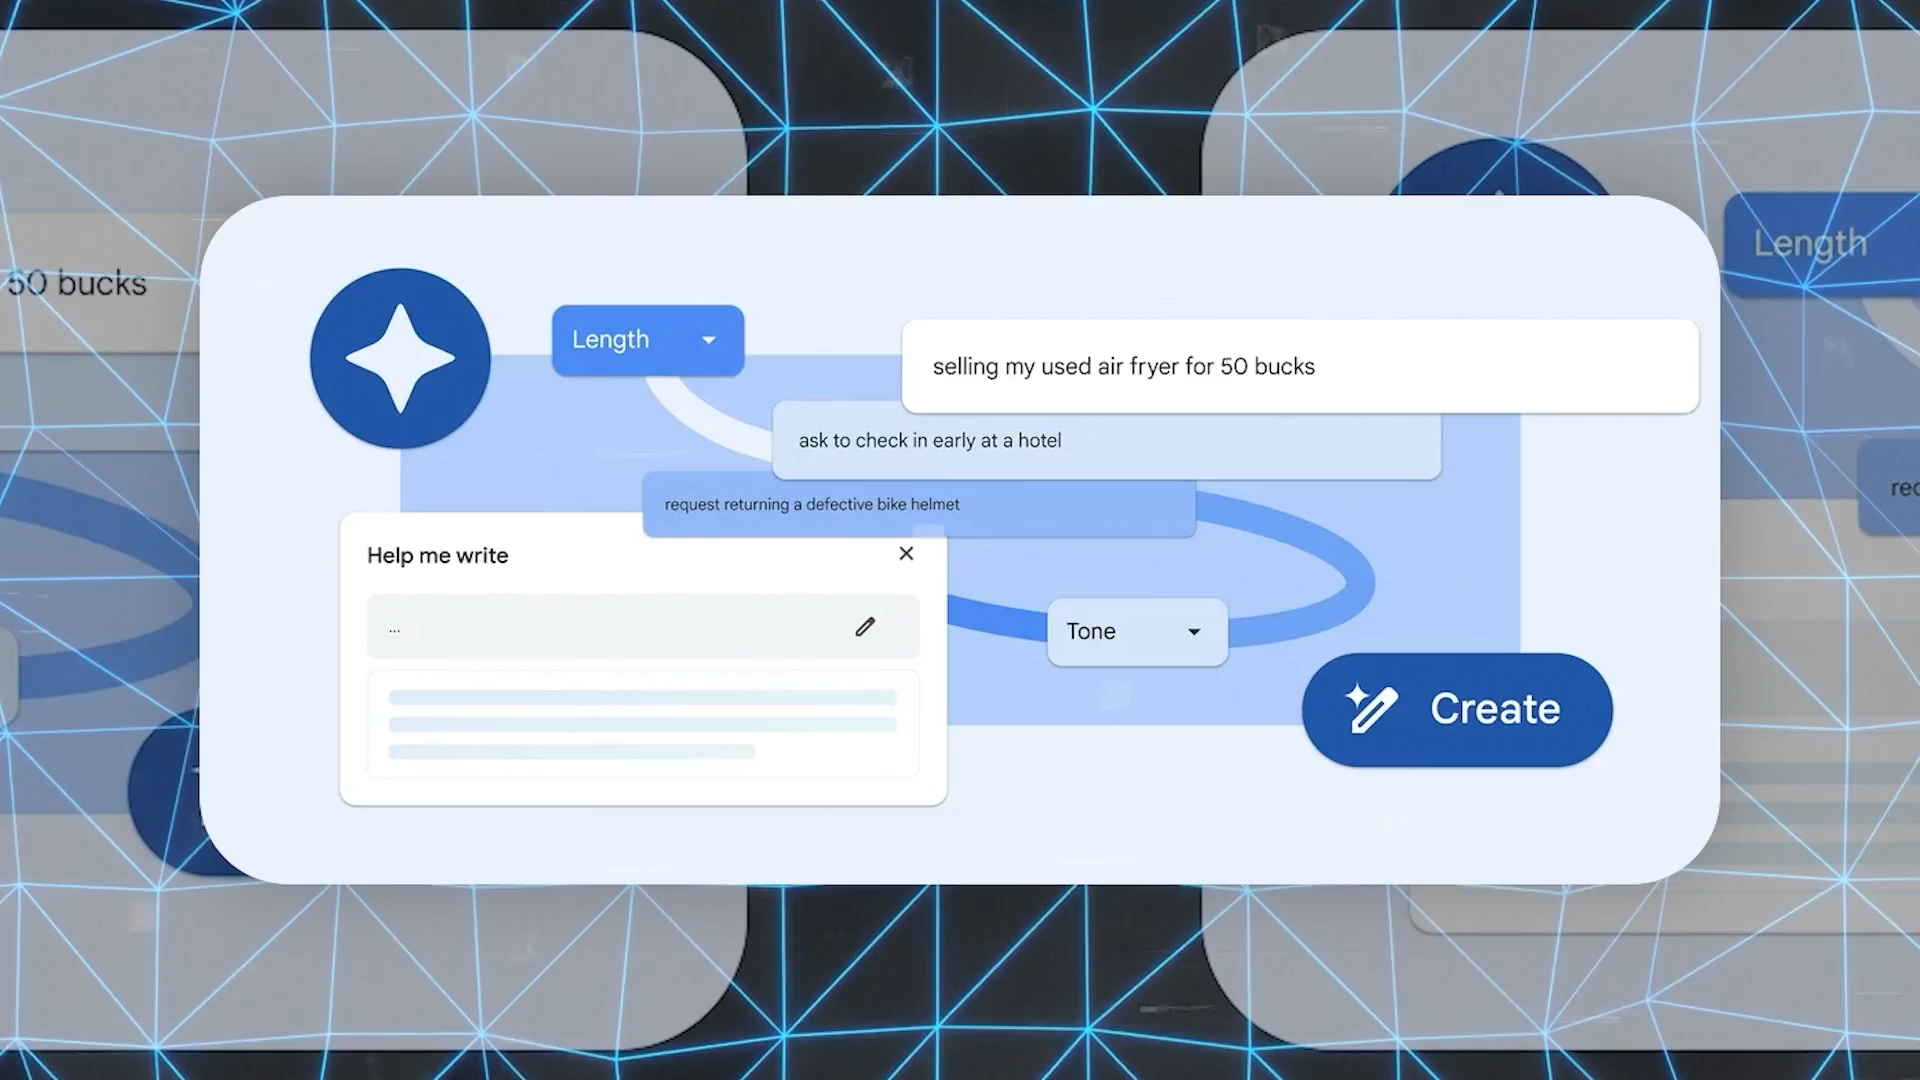 50 bucks
Length
Length
selling my used air fryer for 50 bucks
ask to check in early at a hotel
request returning a defective bike helmet
Help me write
...
Tone
Create